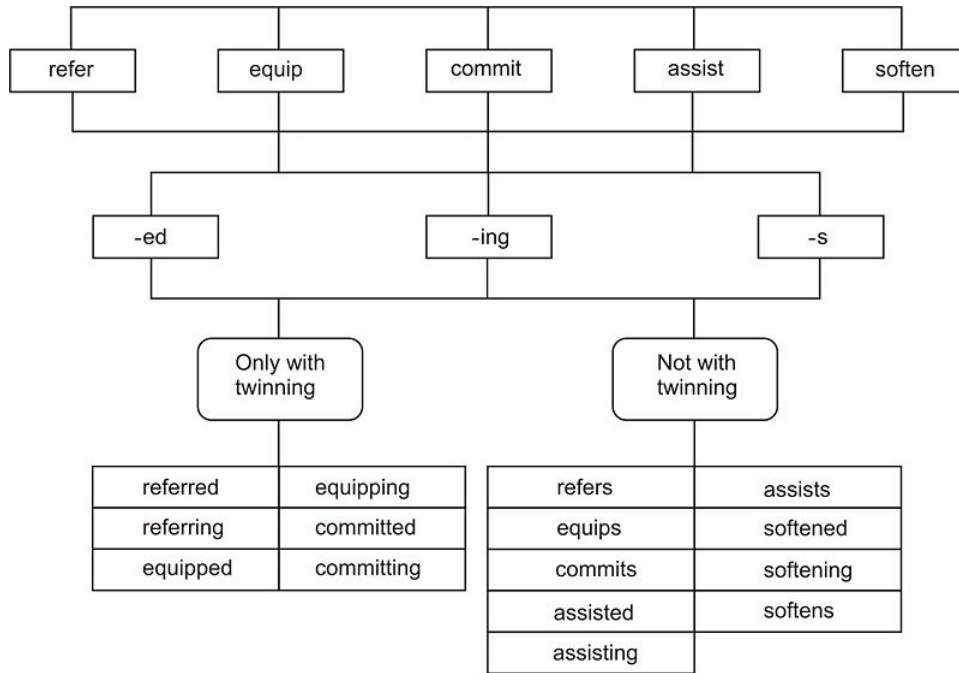 refer
equip
commit
assist
soften
-ed
-ing
-s
Only with
twinning
Not with
twinning
referred
equipping
referring
committed
equipped
committing
refers
assists
equips
softened
commits
softening
assisted
softens
assisting